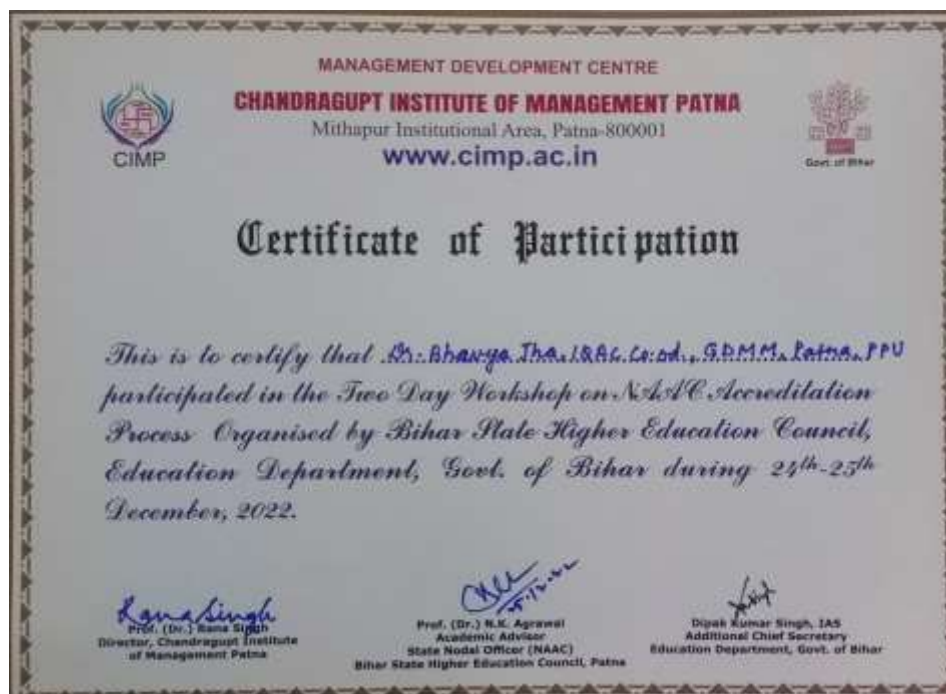 MANAGEMENT DEVELOPMENT CENTRE
CHANDRAGUPT INSTITUTE OF MANAGEMENT PATNA
Mithapur Institutional Area, Patna-800001
www.cimp.ac.in
CIMP
Govt. of Bihar
Certificate of Participation
This is to certify that Dr. Bhavya Jha, IQAC Co-od., G.D.M.M, Patna, PPU
participated in the Two Day Workshop on NAAC Accreditation
Process Organised by Bihar State Higher Education Council,
Education Department, Govt. of Bihar during 24th-25th
December, 2022.
Rana Singh
Prof. (Dr.) Rana Singh
Director, Chandragupt Institute
of Management Patna
Prof. (Dr.) N.K. Agrawal
Academic Advisor
State Nodal Officer (NAAC)
Bihar State Higher Education Council, Patna
Dipak Kumar Singh, IAS
Additional Chief Secretary
Education Department, Govt. of Bihar